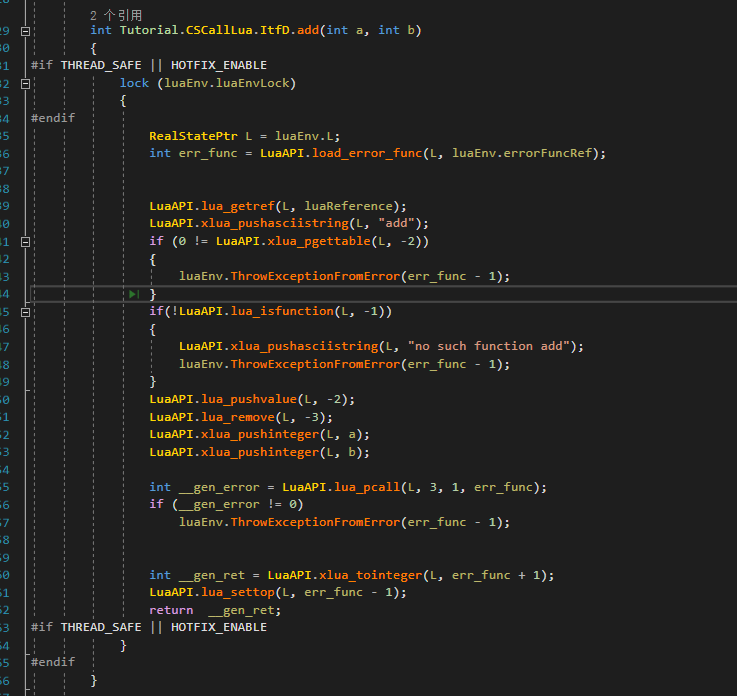 2 个引用
29 int Tutorial.CSCallLua.ItfD.add(int a, int b)
30 {
31 #if THREAD_SAFE || HOTFIX_ENABLE
32 lock (luaEnv.luaEnvLock)
33 {
34 #endif
35 RealStatePtr L = luaEnv.L;
36 int err_func = LuaAPI.load_error_func(L, luaEnv.errorFuncRef);
37
38
39 LuaAPI.lua_getref(L, luaReference);
40 LuaAPI.xlua_pushasciistring(L, "add");
41 if (0 != LuaAPI.xlua_pgettable(L, -2))
42 {
43 luaEnv.ThrowExceptionFromError(err_func - 1);
44 }
45 if(!LuaAPI.lua_isfunction(L, -1))
46 {
47 LuaAPI.xlua_pushasciistring(L, "no such function add");
48 luaEnv.ThrowExceptionFromError(err_func - 1);
49 }
50 LuaAPI.lua_pushvalue(L, -2);
51 LuaAPI.lua_remove(L, -3);
52 LuaAPI.xlua_pushinteger(L, a);
53 LuaAPI.xlua_pushinteger(L, b);
54
55 int __gen_error = LuaAPI.lua_pcall(L, 3, 1, err_func);
56 if (__gen_error != 0)
57 luaEnv.ThrowExceptionFromError(err_func - 1);
58
59
60 int __gen_ret = LuaAPI.xlua_tointeger(L, err_func + 1);
61 LuaAPI.lua_settop(L, err_func - 1);
62 return __gen_ret;
63 #if THREAD_SAFE || HOTFIX_ENABLE
64 }
65 #endif
66 }